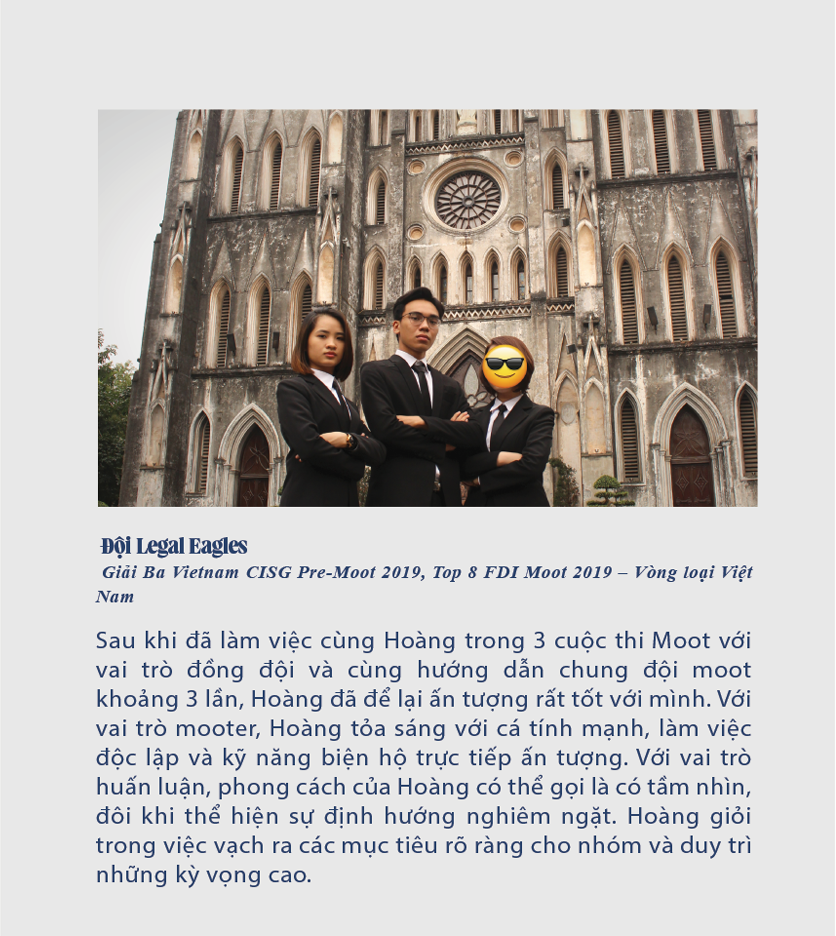 Đội Legal Eagles
Giải Ba Vietnam CISG Pre-Moot 2019, Top 8 FDI Moot 2019 – Vòng loại Việt
Nam
Sau khi đã làm việc cùng Hoàng trong 3 cuộc thi Moot với
vai trò đồng đội và cùng hướng dẫn chung đội moot
khoảng 3 lần, Hoàng đã để lại ấn tượng rất tốt với mình. Với
vai trò mooter, Hoàng tỏa sáng với cá tính mạnh, làm việc
độc lập và kỹ năng biện hộ trực tiếp ấn tượng. Với vai trò
huấn luận, phong cách của Hoàng có thể gọi là có tầm nhìn,
đôi khi thể hiện sự định hướng nghiêm ngặt. Hoàng giỏi
trong việc vạch ra các mục tiêu rõ ràng cho nhóm và duy trì
những kỳ vọng cao.